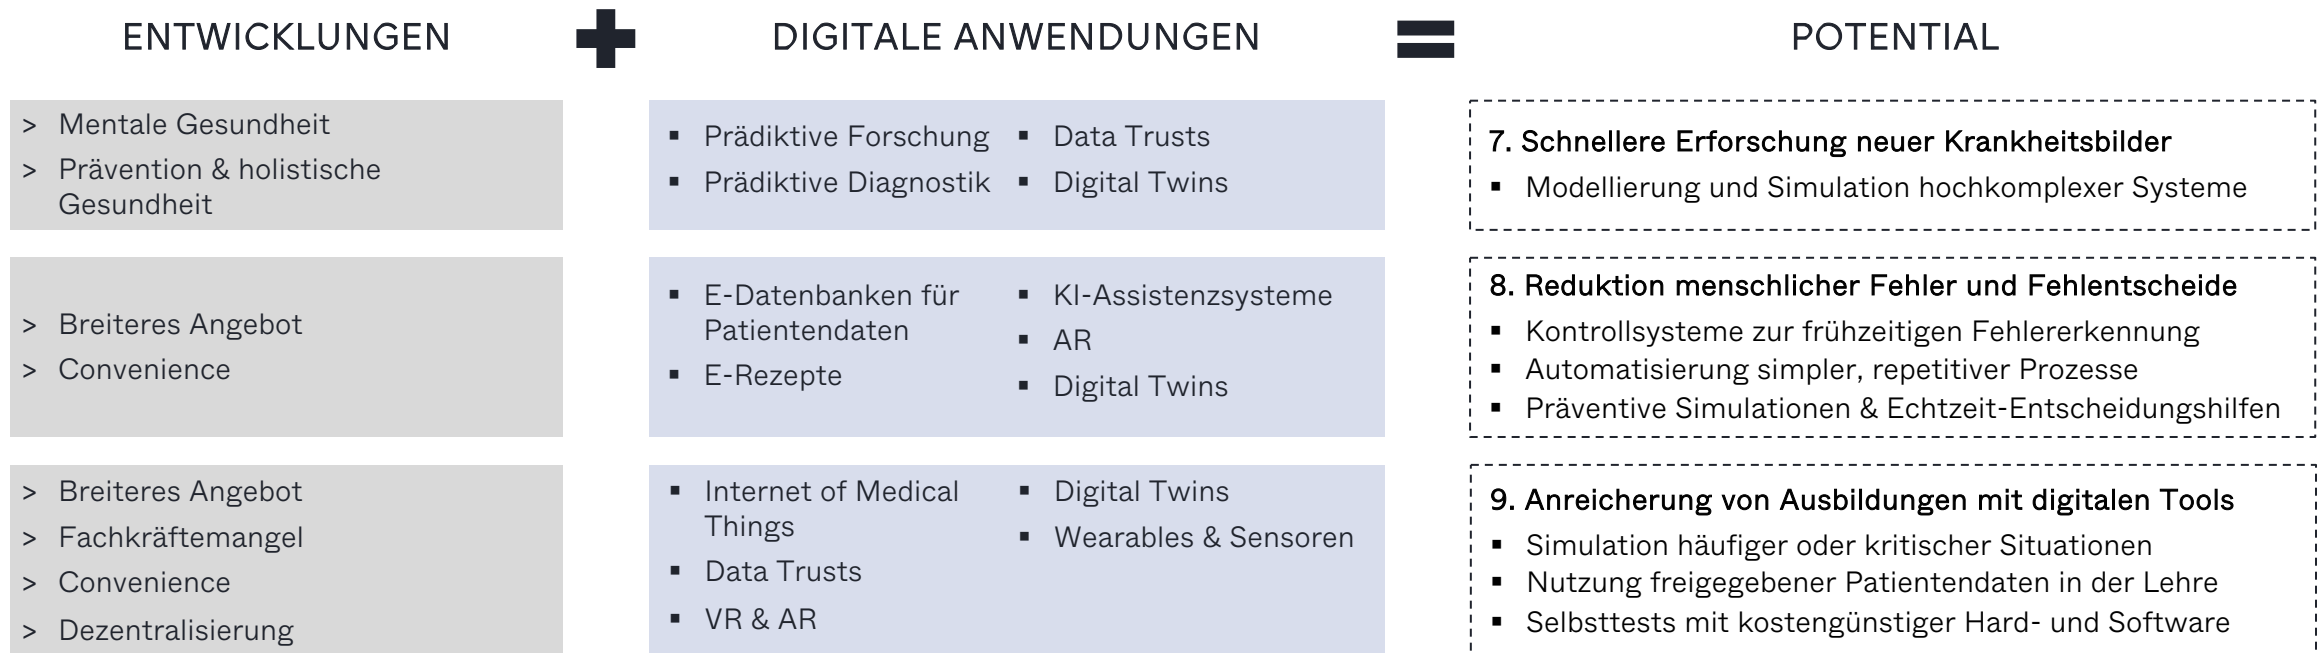 ENTWICKLUNGEN + DIGITALE ANWENDUNGEN = POTENTIAL
> Mentale Gesundheit
> Prävention & holistische
Gesundheit
▪ Prädiktive Forschung
▪ Prädiktive Diagnostik
▪ Data Trusts
▪ Digital Twins
7. Schnellere Erforschung neuer Krankheitsbilder
▪ Modellierung und Simulation hochkomplexer Systeme
> Breiteres Angebot
> Convenience
▪ E-Datenbanken für
Patientendaten
▪ E-Rezepte
▪ KI-Assistenzsysteme
▪ AR
▪ Digital Twins
8. Reduktion menschlicher Fehler und Fehlentscheide
▪ Kontrollsysteme zur frühzeitigen Fehlererkennung
▪ Automatisierung simpler, repetitiver Prozesse
▪ Präventive Simulationen & Echtzeit-Entscheidungshilfen
> Breiteres Angebot
> Fachkräftemangel
> Convenience
> Dezentralisierung
▪ Internet of Medical
Things
▪ Data Trusts
▪ VR & AR
▪ Digital Twins
▪ Wearables & Sensoren
9. Anreicherung von Ausbildungen mit digitalen Tools
▪ Simulation häufiger oder kritischer Situationen
▪ Nutzung freigegebener Patientendaten in der Lehre
▪ Selbsttests mit kostengünstiger Hard- und Software